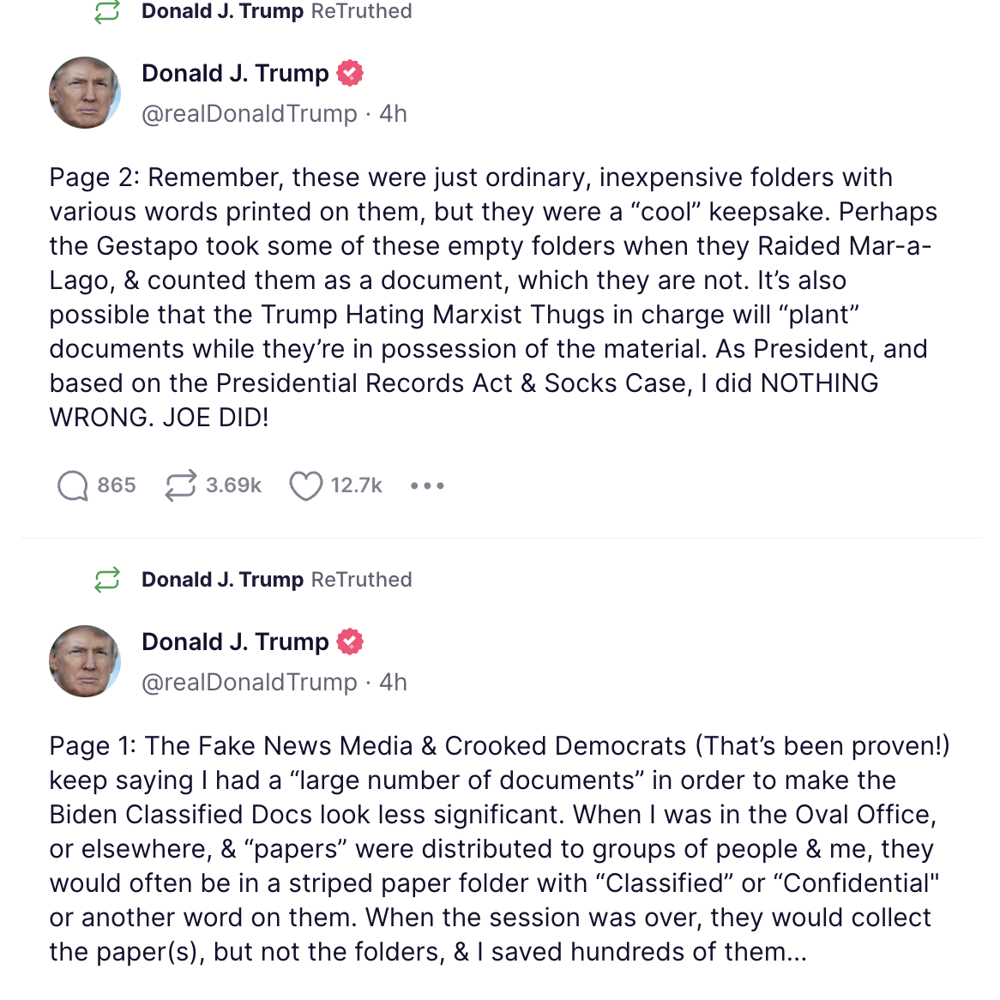 Donald J. Trump ReTruthed
Donald J. Trump
@realDonaldTrump · 4h
Page 2: Remember, these were just ordinary, inexpensive folders with
various words printed on them, but they were a “cool” keepsake. Perhaps
the Gestapo took some of these empty folders when they Raided Mar-a-
Lago, & counted them as a document, which they are not. It’s also
possible that the Trump Hating Marxist Thugs in charge will “plant”
documents while they’re in possession of the material. As President, and
based on the Presidential Records Act & Socks Case, I did NOTHING
WRONG. JOE DID!
865 3.69k 12.7k
Donald J. Trump ReTruthed
Donald J. Trump
@realDonaldTrump · 4h
Page 1: The Fake News Media & Crooked Democrats (That’s been proven!)
keep saying I had a “large number of documents” in order to make the
Biden Classified Docs look less significant. When I was in the Oval Office,
or elsewhere, & “papers” were distributed to groups of people & me, they
would often be in a striped paper folder with “Classified” or “Confidential"
or another word on them. When the session was over, they would collect
the paper(s), but not the folders, & I saved hundreds of them...